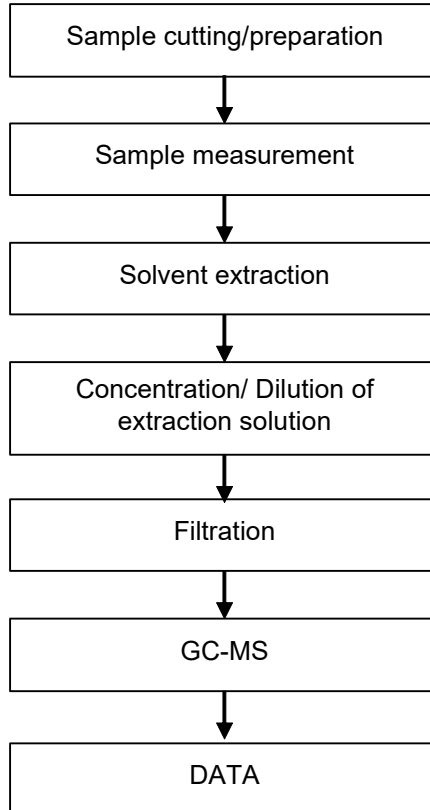 Sample cutting/preparation
Sample measurement
Solvent extraction
Concentration/ Dilution of
extraction solution
Filtration
GC-MS
DATA